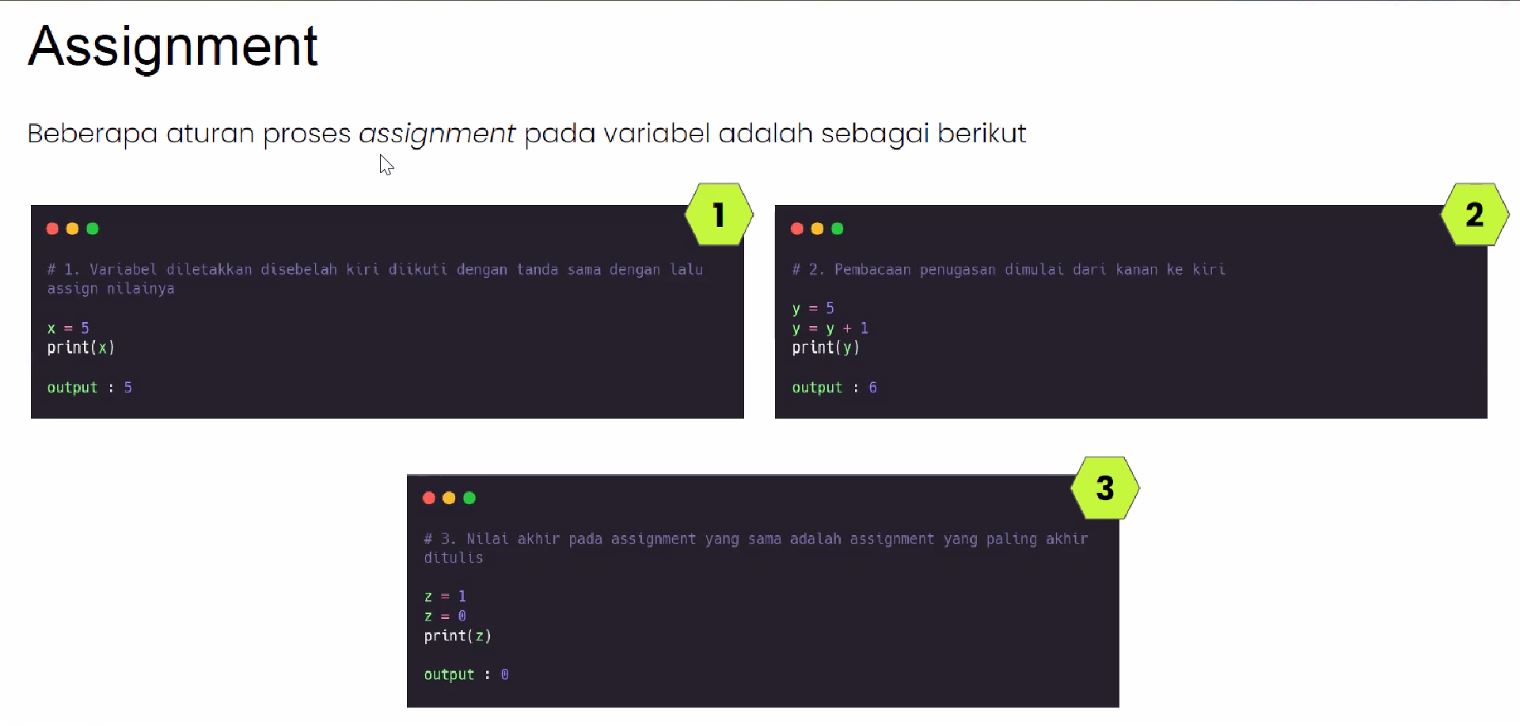 Assignment
Beberapa aturan proses assignment pada variabel adalah sebagai berikut
1
# 1. Variabel diletakkan disebelah kiri diikuti dengan tanda sama dengan lalu
assign nilainya
x = 5
print(x)
output : 5
2
# 2. Pembacaan penugasan dimulai dari kanan ke kiri
y = 5
y = y + 1
print(y)
output : 6
3
# 3. Nilai akhir pada assignment yang sama adalah assignment yang paling akhir
ditulis
z = 1
z = 0
print(z)
output : 0